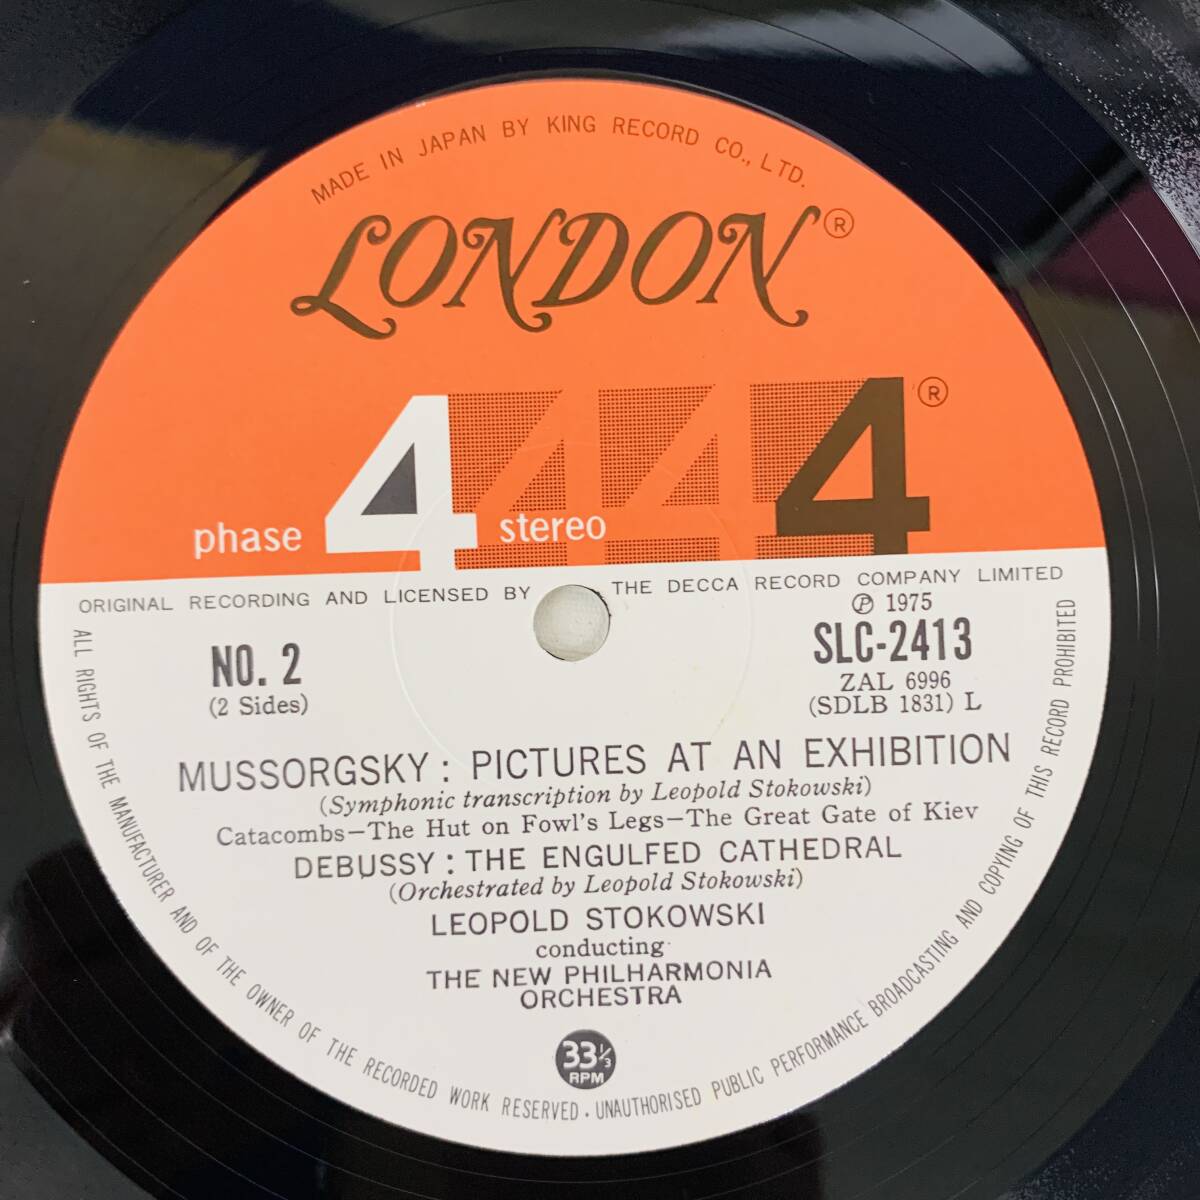 MADE IN JAPAN BY KING RECORD CO., LTD.
LONDON®
phase 4 stereo 4 4 4®
ORIGINAL RECORDING AND LICENSED BY THE DECCA RECORD COMPANY LIMITED
℗ 1975
NO. 2
(2 Sides)
SLC-2413
ZAL 6996
(SDLB 1831) L
MUSSORGSKY : PICTURES AT AN EXHIBITION
(Symphonic transcription by Leopold Stokowski)
Catacombs—The Hut on Fowl's Legs—The Great Gate of Kiev
DEBUSSY : THE ENGULFED CATHEDRAL
(Orchestrated by Leopold Stokowski)
LEOPOLD STOKOWSKI
conducting
THE NEW PHILHARMONIA
ORCHESTRA
33⅓
RPM
ALL RIGHTS OF THE MANUFACTURER AND OF THE OWNER OF THE RECORDED WORK RESERVED · UNAUTHORISED PUBLIC PERFORMANCE BROADCASTING AND COPYING OF THIS RECORD PROHIBITED